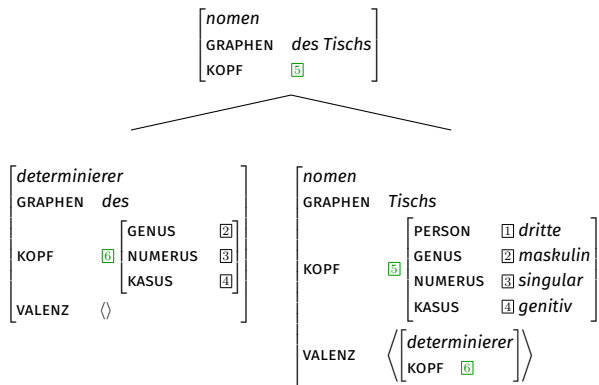 nomen
GRAPHEN des Tischs
KOPF 5
determinierer
GRAPHEN des
KOPF 6 GENUS 2
NUMERUS 3
KASUS 4
VALENZ ⟨⟩
nomen
GRAPHEN Tischs
KOPF 5 PERSON 1 dritte
GENUS 2 maskulin
NUMERUS 3 singular
KASUS 4 genitiv
VALENZ ⟨determinierer
KOPF 6⟩